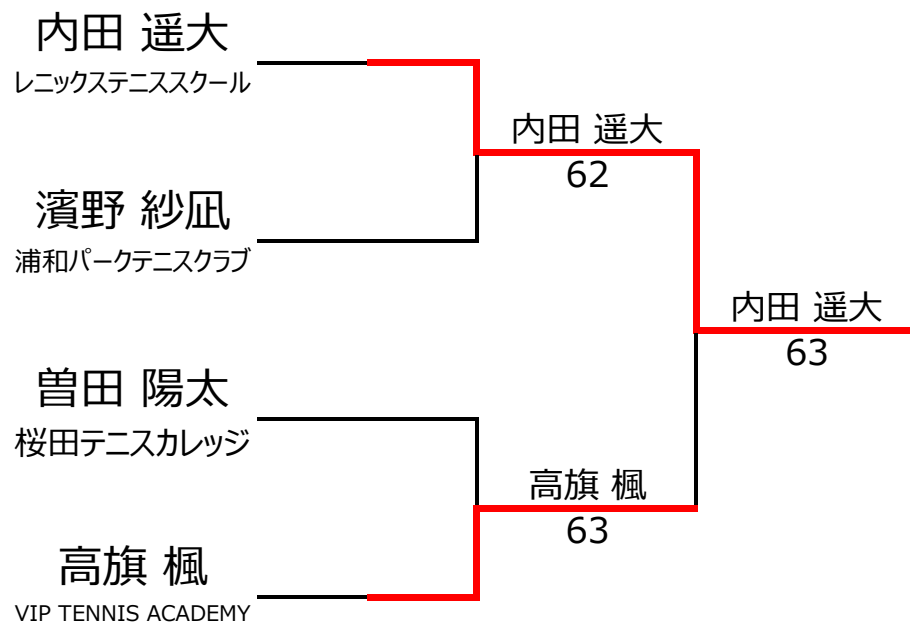 内田 遥大
レニックステニススクール
内田 遥大
62
濱野 紗凪
浦和パークテニスクラブ
内田 遥大
63
曽田 陽太
桜田テニスカレッジ
高旗 楓
63
高旗 楓
VIP TENNIS ACADEMY